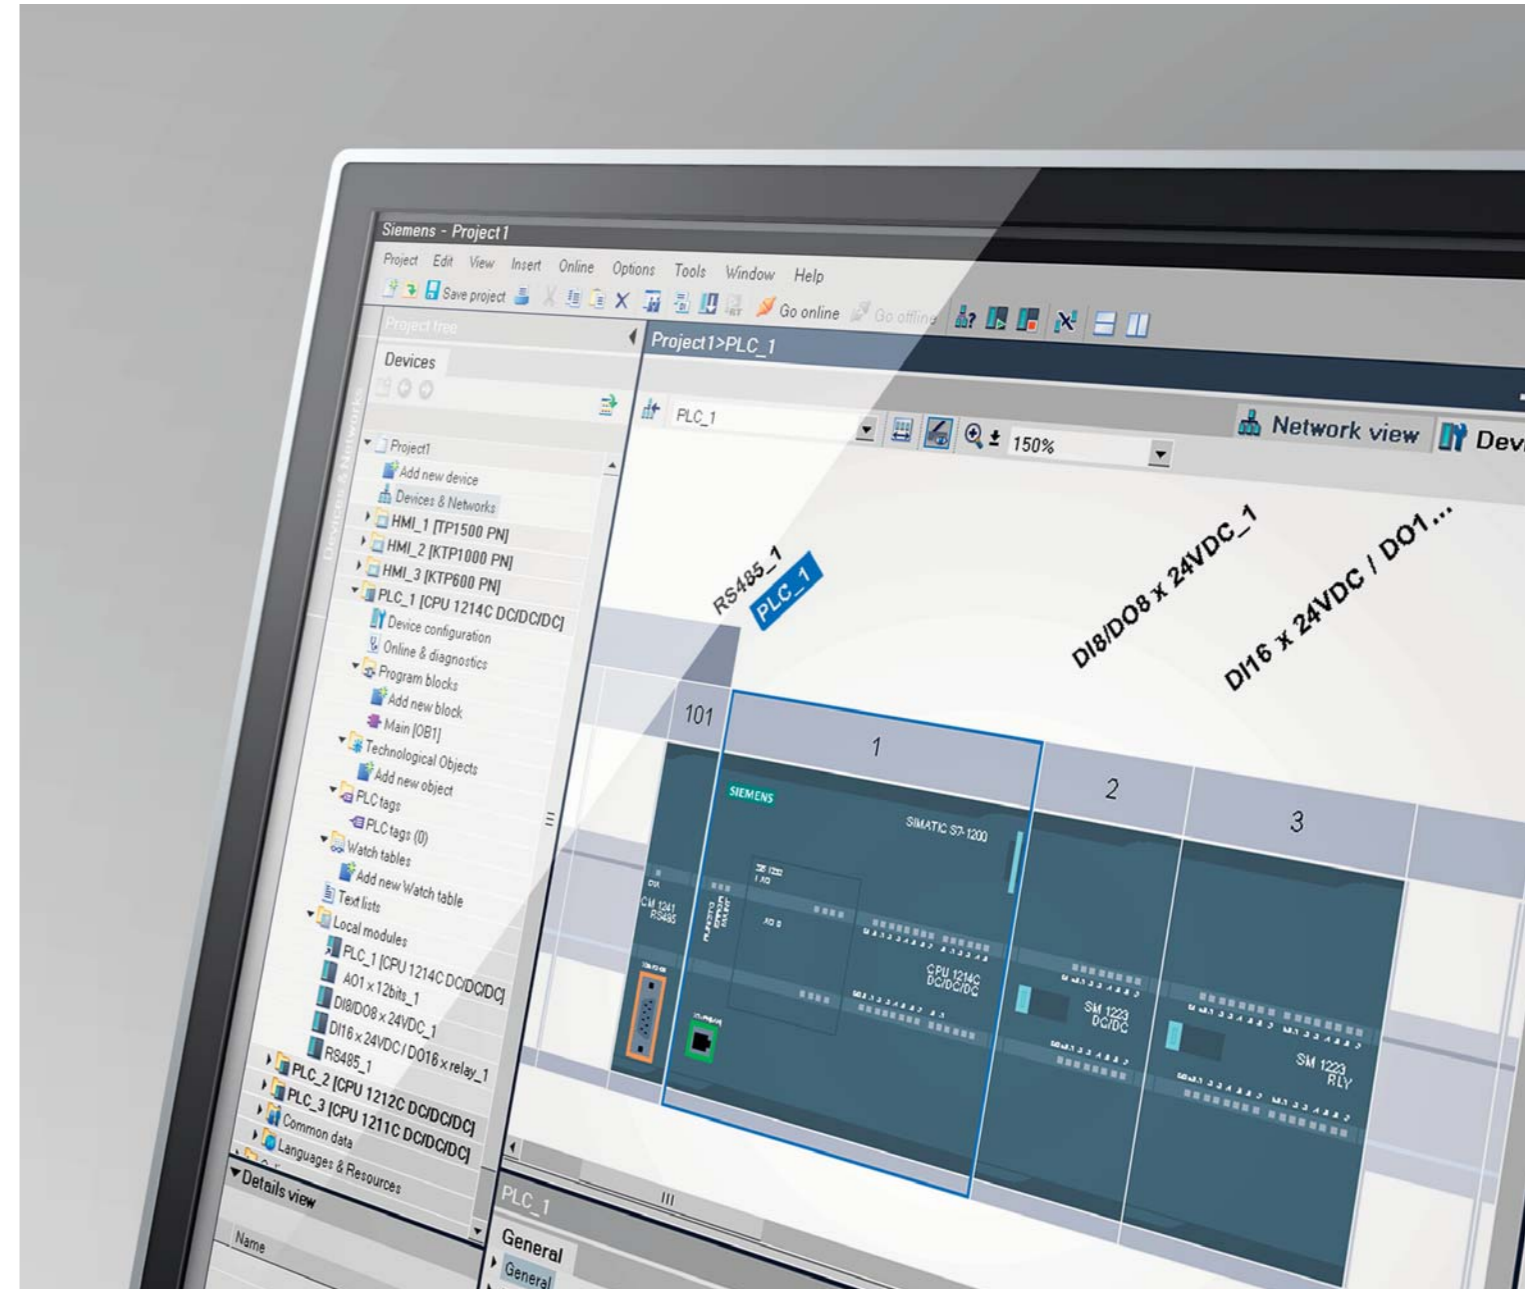 Siemens - Project1
Project Edit View Insert Online Options Tools Window Help
Save project Go online Go offline
Project tree
Project1>PLC_1
Devices
Devices & Networks
PLC_1
150%
Network view
Project1
Add new device
Devices & Networks
HMI_1 [TP1500 PN]
HMI_2 [KTP1000 PN]
HMI_3 [KTP600 PN]
PLC_1 [CPU 1214C DC/DC/DC]
Device configuration
Online & diagnostics
Program blocks
Add new block
Main [OB1]
Technological Objects
Add new object
PLC tags
PLC tags (0)
Watch tables
Add new Watch table
Text lists
Local modules
PLC_1 [CPU 1214C DC/DC/DC]
AO1 x 12bits_1
DI8/DO8 x 24VDC_1
DI16 x 24VDC / DO16 x relay_1
RS485_1
PLC_2 [CPU 1212C DC/DC/DC]
PLC_3 [CPU 1211C DC/DC/DC]
Common data
Languages & Resources
Details view
Name
RS485_1
PLC_1
DI8/DO8 x 24VDC_1
DI16 x 24VDC / DO1...
101
1
2
3
SIEMENS
SIMATIC S7-1200
CM 1241
RS485
CPU 1214C
DC/DC/DC
SM 1223
DC/DC
SM 1223
RLY
PLC_1
General
General